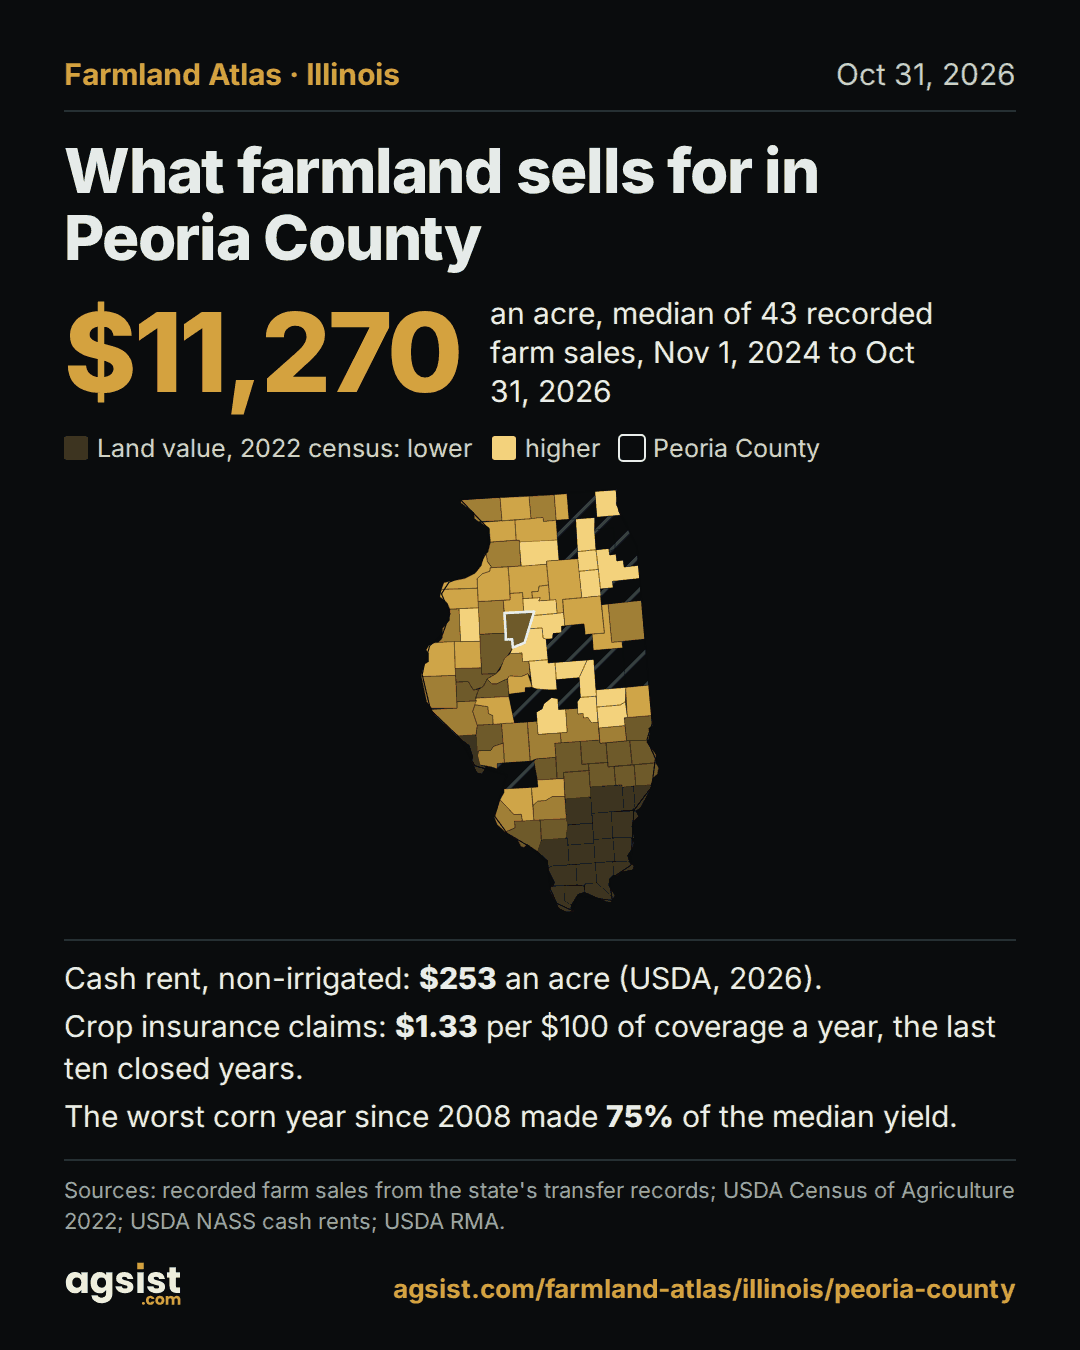 Farmland Atlas · Illinois
Oct 31, 2026
What farmland sells for in
Peoria County
$11,270
an acre, median of 43 recorded
farm sales, Nov 1, 2024 to Oct
31, 2026
Land value, 2022 census: lower
higher
Peoria County
Cash rent, non-irrigated: $253 an acre (USDA, 2026).
Crop insurance claims: $1.33 per $100 of coverage a year, the last
ten closed years.
The worst corn year since 2008 made 75% of the median yield.
Sources: recorded farm sales from the state's transfer records; USDA Census of Agriculture
2022; USDA NASS cash rents; USDA RMA.
agsist
.com
agsist.com/farmland-atlas/illinois/peoria-county